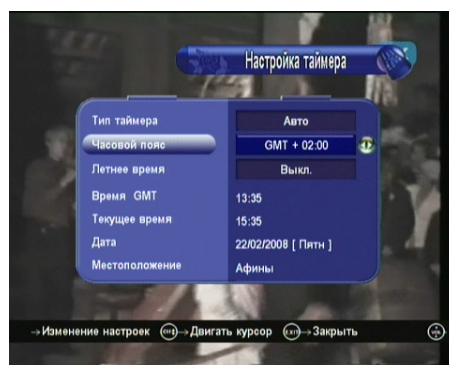 Настройка таймера
Тип таймера Авто
Часовой пояс GMT + 02:00
Летнее время Выкл.
Время GMT 13:35
Текущее время 15:35
Дата 22/02/2008 [ Пятн ]
Местоположение Афины
→Изменение настроек →Двигать курсор EXIT→Закрыть